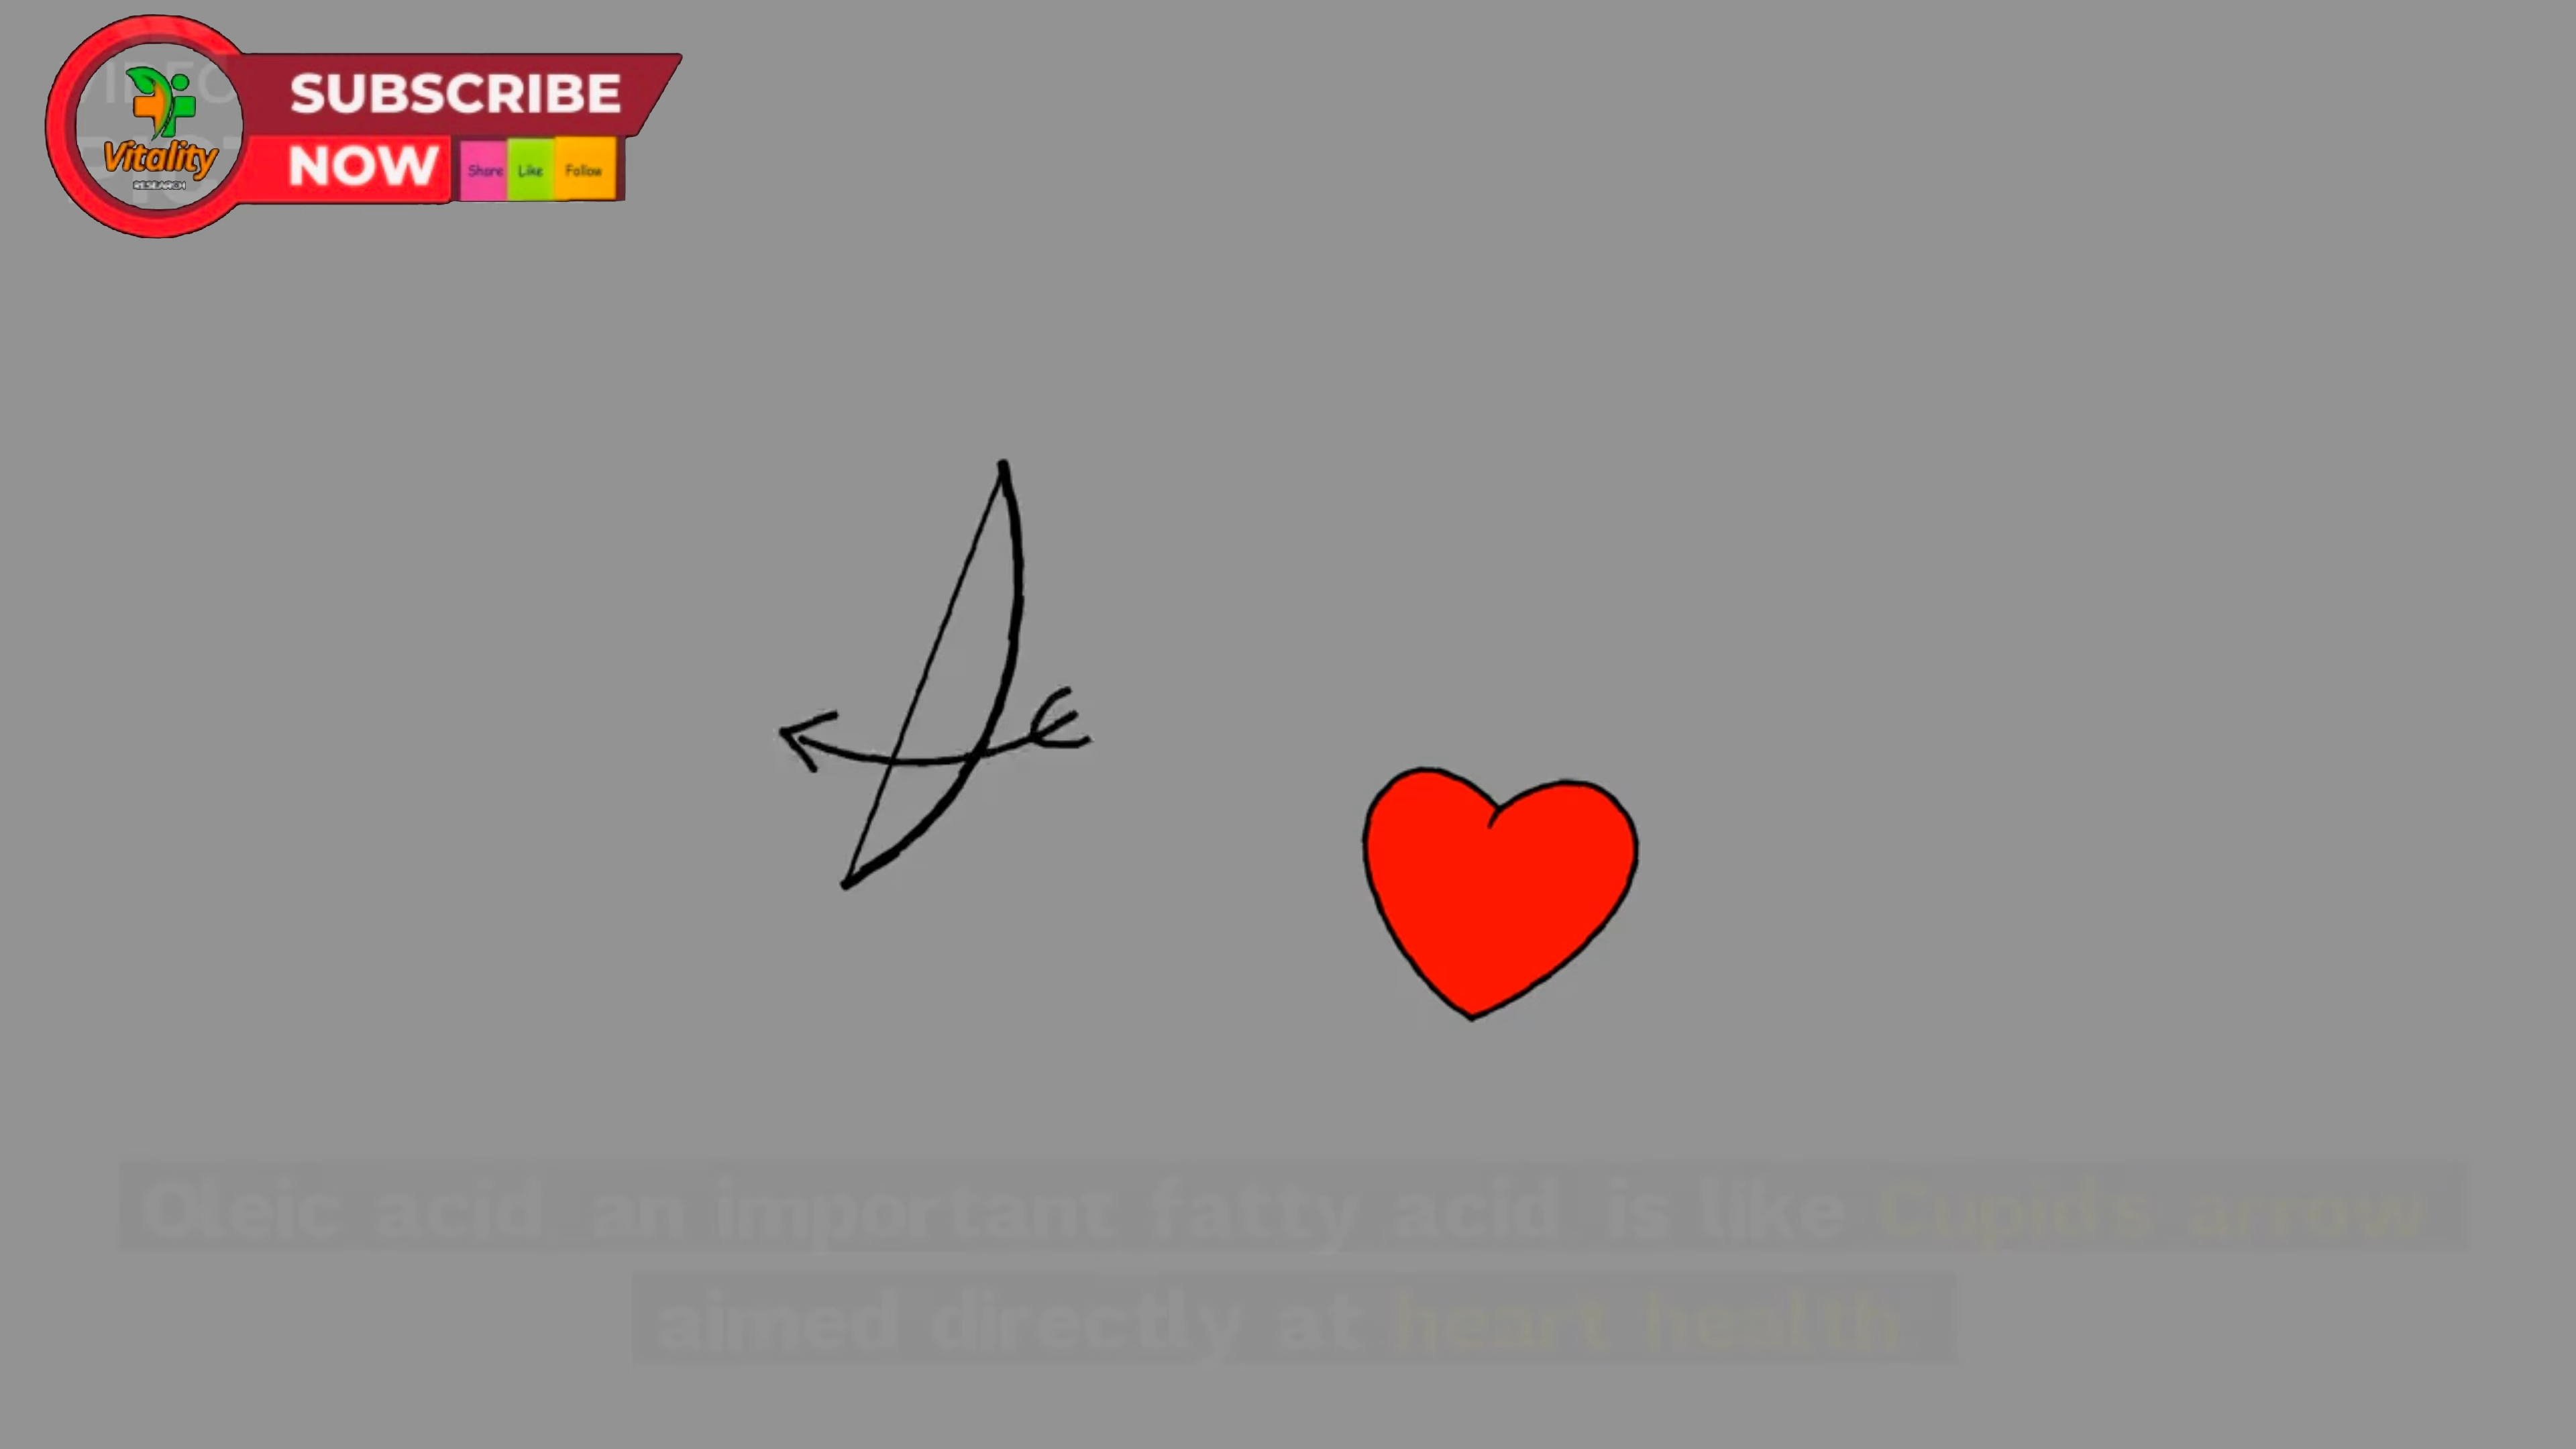 SUBSCRIBE
NOW
Share Like Follow
Vitality
RESEARCH
Oleic acid, an important fatty acid is like Cupid's arrow
aimed directly at heart health